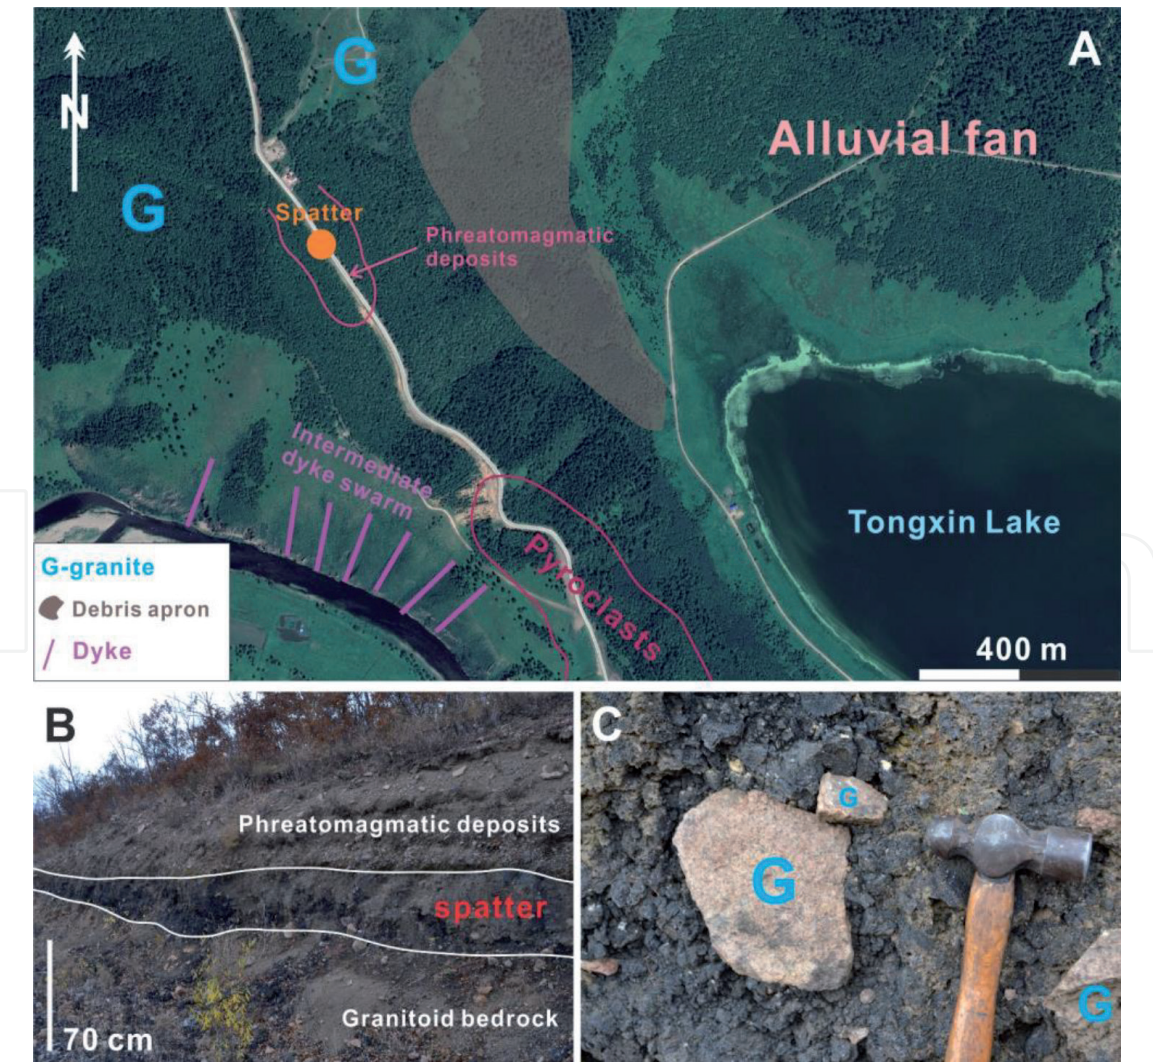 A
N
G
Alluvial fan
G
Spatter
Phreatomagmatic
deposits
Intermediate
dyke swarm
Tongxin Lake
Pyroclasts
G-granite
Debris apron
Dyke
400 m
B
Phreatomagmatic deposits
spatter
Granitoid bedrock
70 cm
C
G
G
G